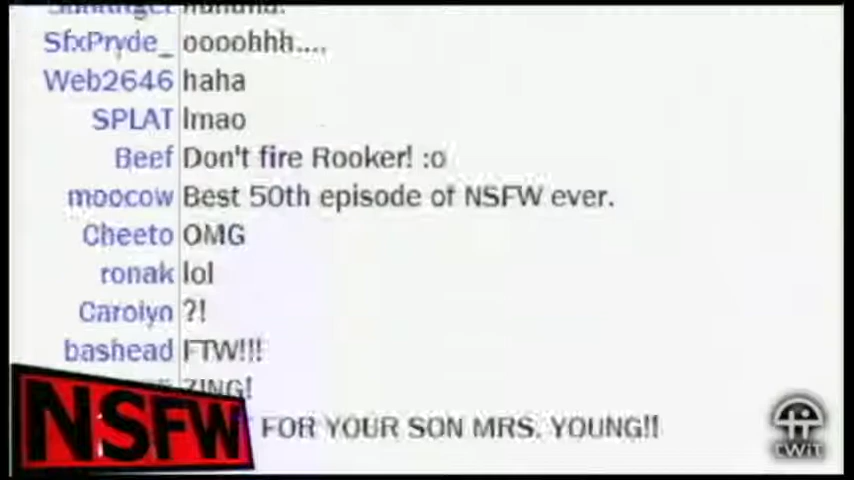 SfxPryde_ oooohhh....
Web2646 haha
SPLAT lmao
Beef Don't fire Rooker! :o
moocow Best 50th episode of NSFW ever.
Cheeto OMG
ronak lol
Carolyn ?!
bashead FTW!!!
ZING!
FOR YOUR SON MRS. YOUNG!!
NSFW
TWiT